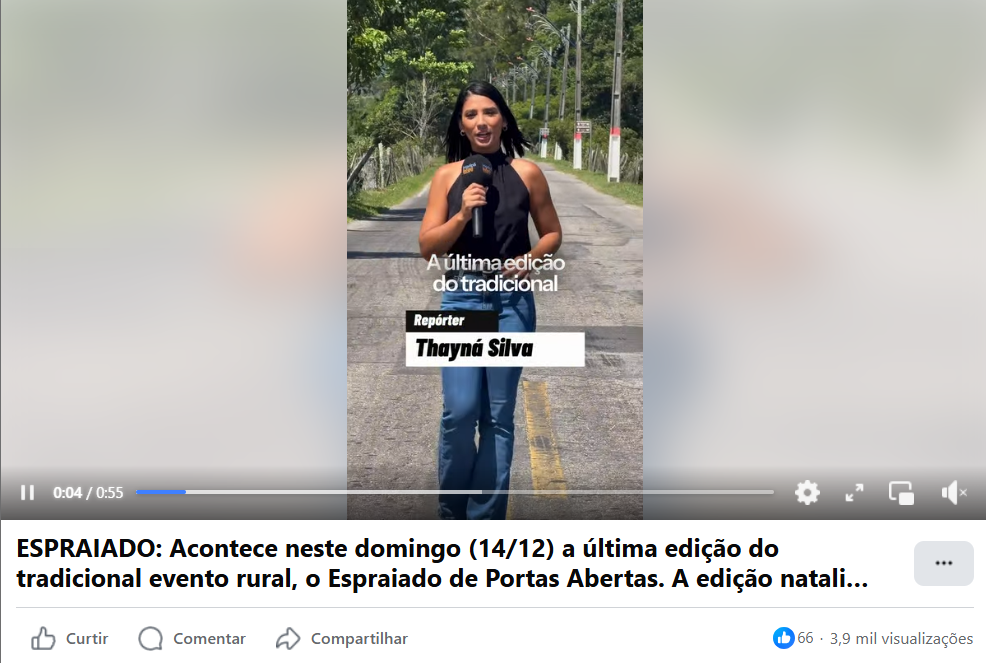 A última edição
do tradicional
Repórter
Thayná Silva
0:04 / 0:55
ESPRAIADO: Acontece neste domingo (14/12) a última edição do
tradicional evento rural, o Espraiado de Portas Abertas. A edição natali...
Curtir
Comentar
Compartilhar
66 · 3,9 mil visualizações